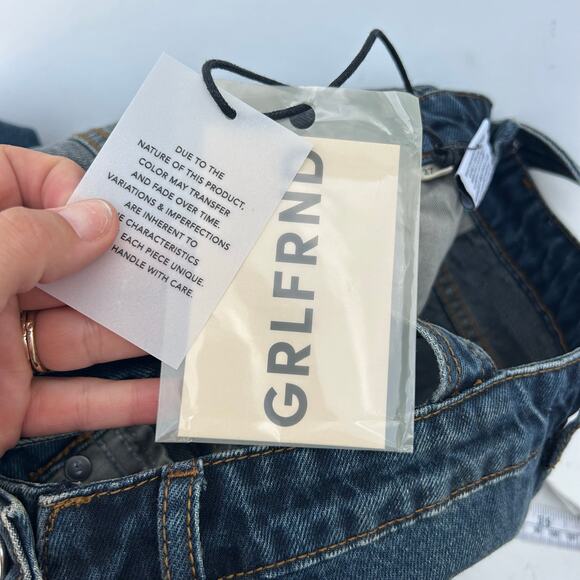 DUE TO THE
NATURE OF THIS PRODUCT,
COLOR MAY TRANSFER
AND FADE OVER TIME.
VARIATIONS & IMPERFECTIONS
ARE INHERENT TO
CHARACTERISTICS
EACH PIECE UNIQUE.
HANDLE WITH CARE.
GRLFRND